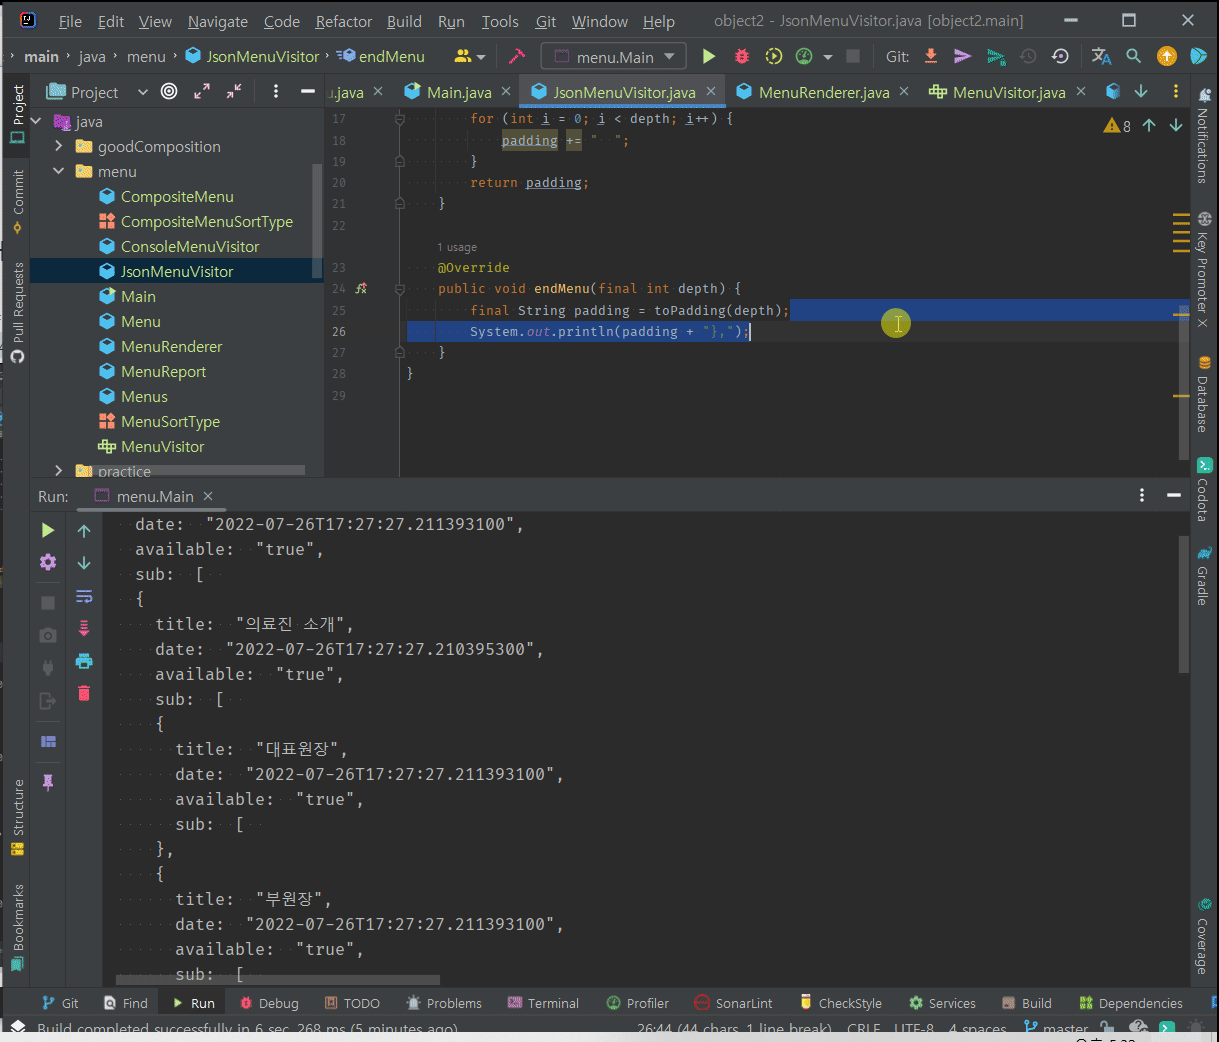 File Edit View Navigate Code Refactor Build Run Tools Git Window Help object2 - JsonMenuVisitor.java [object2.main]
main java menu JsonMenuVisitor endMenu menu.Main Git:
Project u.java Main.java JsonMenuVisitor.java MenuRenderer.java MenuVisitor.java
Project
Commit
Pull Requests
Structure
Bookmarks
java
goodComposition
menu
CompositeMenu
CompositeMenuSortType
ConsoleMenuVisitor
JsonMenuVisitor
Main
Menu
MenuRenderer
MenuReport
Menus
MenuSortType
MenuVisitor
practice
8
17 for (int i = 0; i < depth; i++) {
18 padding += "  ";
19 }
20 return padding;
21 }
22
1 usage
23 @Override
24 public void endMenu(final int depth) {
25 final String padding = toPadding(depth);
26 System.out.println(padding + "},");
27 }
28 }
29
Notifications
Key Promoter X
Database
Codota
Gradle
Coverage
Run: menu.Main
date:  "2022-07-26T17:27:27.211393100",
available:  "true",
sub:  [
{
title:  "의료진 소개",
date:  "2022-07-26T17:27:27.210395300",
available:  "true",
sub:  [
{
title:  "대표원장",
date:  "2022-07-26T17:27:27.211393100",
available:  "true",
sub:  [
},
{
title:  "부원장",
date:  "2022-07-26T17:27:27.211393100",
available:  "true",
sub:  [
Git Find Run Debug TODO Problems Terminal Profiler SonarLint CheckStyle Services Build Dependencies
Build completed successfully in 6 sec, 268 ms (5 minutes ago) 26:44 (44 chars, 1 line break) CRLF UTF-8 4 spaces master